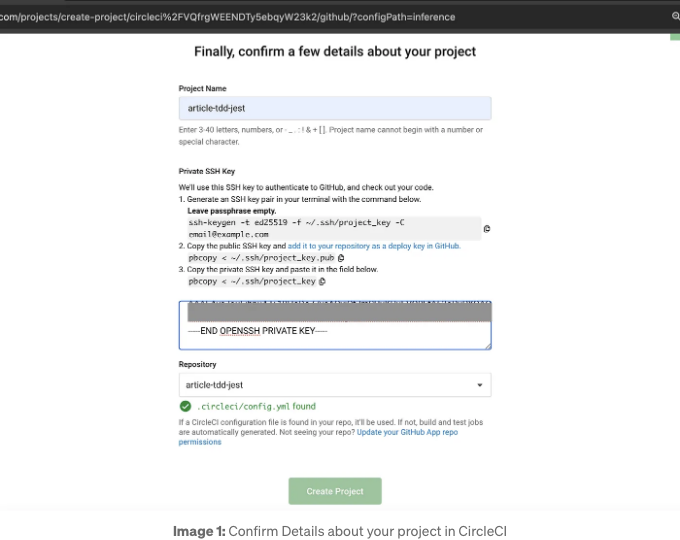 com/projects/create-project/circleci%2FVQfrgWEENDTy5ebqyW23k2/github/?configPath=inference
Finally, confirm a few details about your project
Project Name
article-tdd-jest
Enter 3-40 letters, numbers, or - _ . : ! & + [ ]. Project name cannot begin with a number or
special character.
Private SSH Key
We'll use this SSH key to authenticate to GitHub, and check out your code.
1. Generate an SSH key pair in your terminal with the command below.
Leave passphrase empty.
ssh-keygen -t ed25519 -f ~/.ssh/project_key -C
email@example.com
2. Copy the public SSH key and add it to your repository as a deploy key in GitHub.
pbcopy < ~/.ssh/project_key.pub
3. Copy the private SSH key and paste it in the field below.
pbcopy < ~/.ssh/project_key
-----END OPENSSH PRIVATE KEY-----
Repository
article-tdd-jest
.circleci/config.yml found
If a CircleCI configuration file is found in your repo, it'll be used. If not, build and test jobs
are automatically generated. Not seeing your repo? Update your GitHub App repo
permissions
Create Project
Image 1: Confirm Details about your project in CircleCI